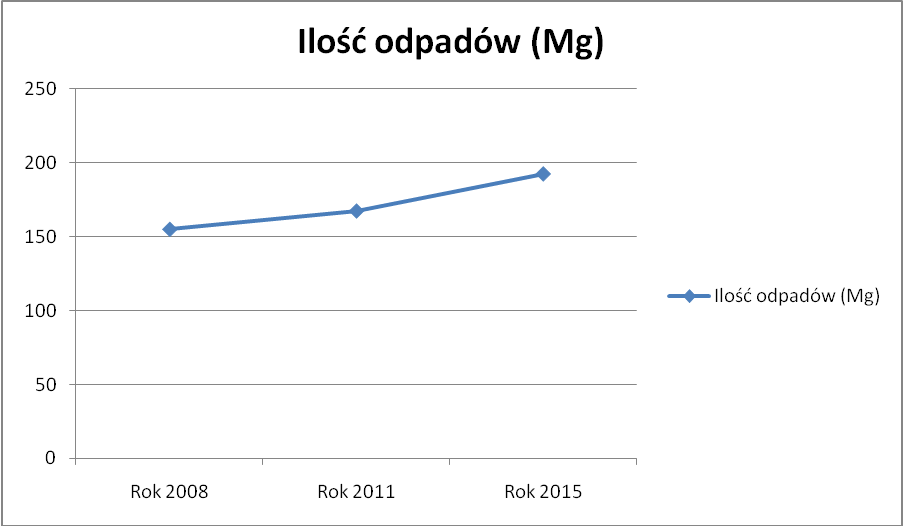 Ilość odpadów (Mg)
250
200
150
100
50
0
Rok 2008
Rok 2011
Rok 2015
Ilość odpadów (Mg)